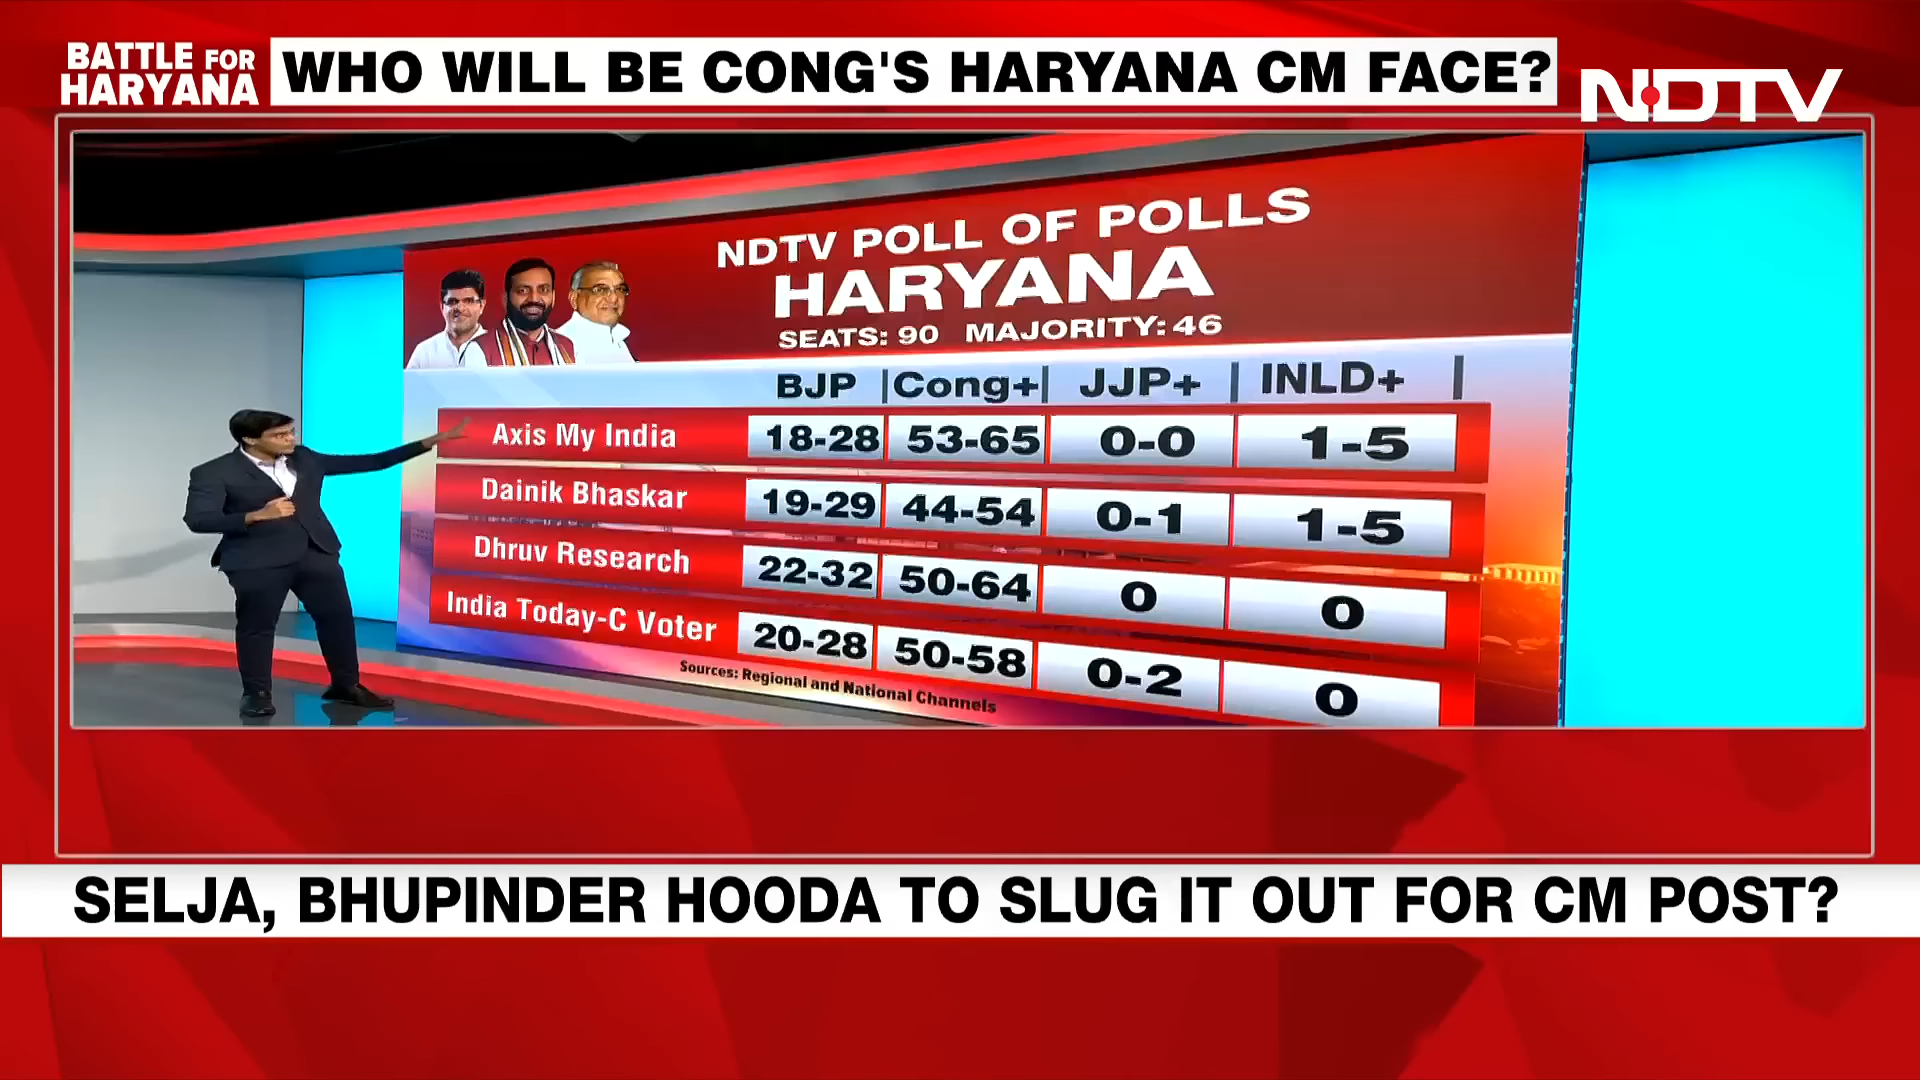 BATTLE FOR
HARYANA
WHO WILL BE CONG'S HARYANA CM FACE?
NDTV
NDTV POLL OF POLLS
HARYANA
SEATS: 90 MAJORITY: 46
BJP | Cong+ | JJP+ | INLD+ |
Axis My India 18-28 53-65 0-0 1-5
Dainik Bhaskar 19-29 44-54 0-1 1-5
Dhruv Research 22-32 50-64 0 0
India Today-C Voter 20-28 50-58 0-2 0
Sources: Regional and National Channels
SELJA, BHUPINDER HOODA TO SLUG IT OUT FOR CM POST?